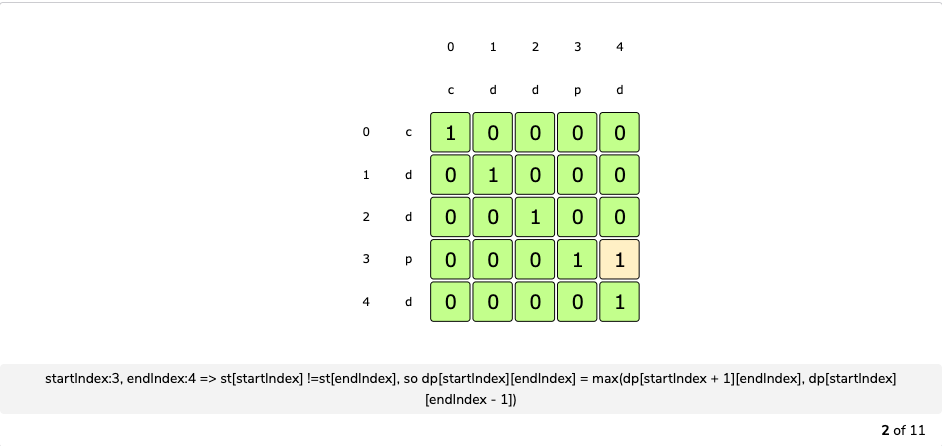 0 1 2 3 4
c d d p d
0 c 1 0 0 0 0
1 d 0 1 0 0 0
2 d 0 0 1 0 0
3 p 0 0 0 1 1
4 d 0 0 0 0 1
startIndex:3, endIndex:4 => st[startIndex] !=st[endIndex], so dp[startIndex][endIndex] = max(dp[startIndex + 1][endIndex], dp[startIndex]
[endIndex - 1])
2 of 11